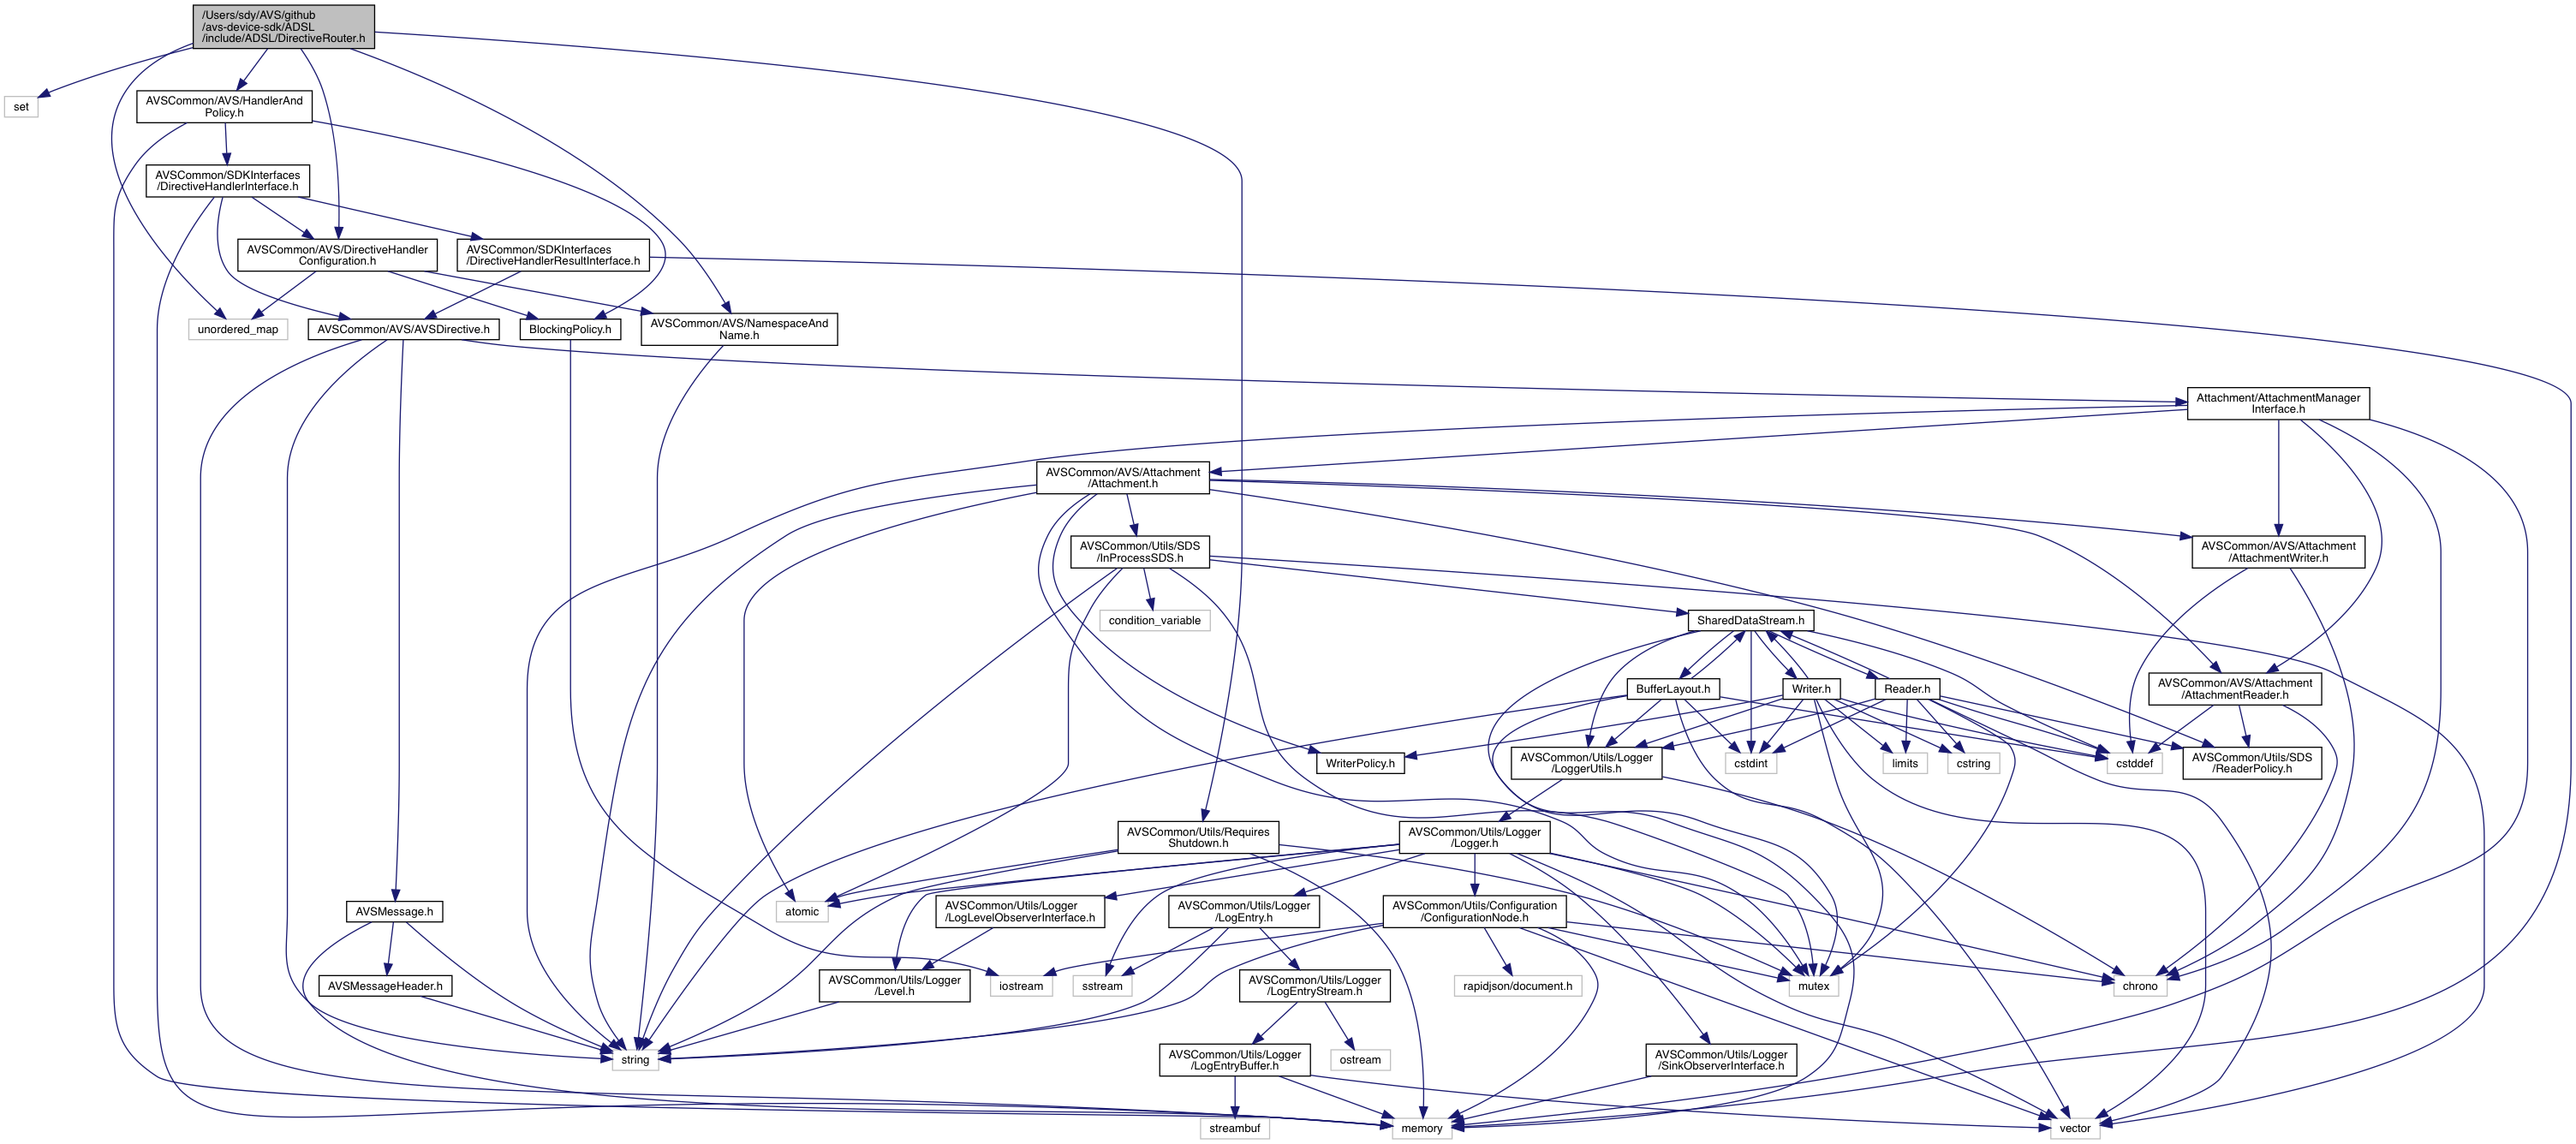 /Users/sdy/AVS/github
/avs-device-sdk/ADSL
/include/ADSL/DirectiveRouter.h
set
AVSCommon/AVS/HandlerAnd
Policy.h
AVSCommon/SDKInterfaces
/DirectiveHandlerInterface.h
AVSCommon/AVS/DirectiveHandler
Configuration.h
AVSCommon/SDKInterfaces
/DirectiveHandlerResultInterface.h
unordered_map
AVSCommon/AVS/AVSDirective.h
BlockingPolicy.h
AVSCommon/AVS/NamespaceAnd
Name.h
Attachment/AttachmentManager
Interface.h
AVSCommon/AVS/Attachment
/Attachment.h
AVSCommon/Utils/SDS
/InProcessSDS.h
AVSCommon/AVS/Attachment
/AttachmentWriter.h
condition_variable
SharedDataStream.h
BufferLayout.h
Writer.h
Reader.h
AVSCommon/AVS/Attachment
/AttachmentReader.h
WriterPolicy.h
AVSCommon/Utils/Logger
/LoggerUtils.h
cstdint
limits
cstring
cstddef
AVSCommon/Utils/SDS
/ReaderPolicy.h
AVSCommon/Utils/Requires
Shutdown.h
AVSCommon/Utils/Logger
/Logger.h
AVSMessage.h
atomic
AVSCommon/Utils/Logger
/LogLevelObserverInterface.h
AVSCommon/Utils/Logger
/LogEntry.h
AVSCommon/Utils/Configuration
/ConfigurationNode.h
AVSMessageHeader.h
AVSCommon/Utils/Logger
/Level.h
iostream
sstream
AVSCommon/Utils/Logger
/LogEntryStream.h
rapidjson/document.h
mutex
chrono
string
AVSCommon/Utils/Logger
/LogEntryBuffer.h
ostream
AVSCommon/Utils/Logger
/SinkObserverInterface.h
streambuf
memory
vector